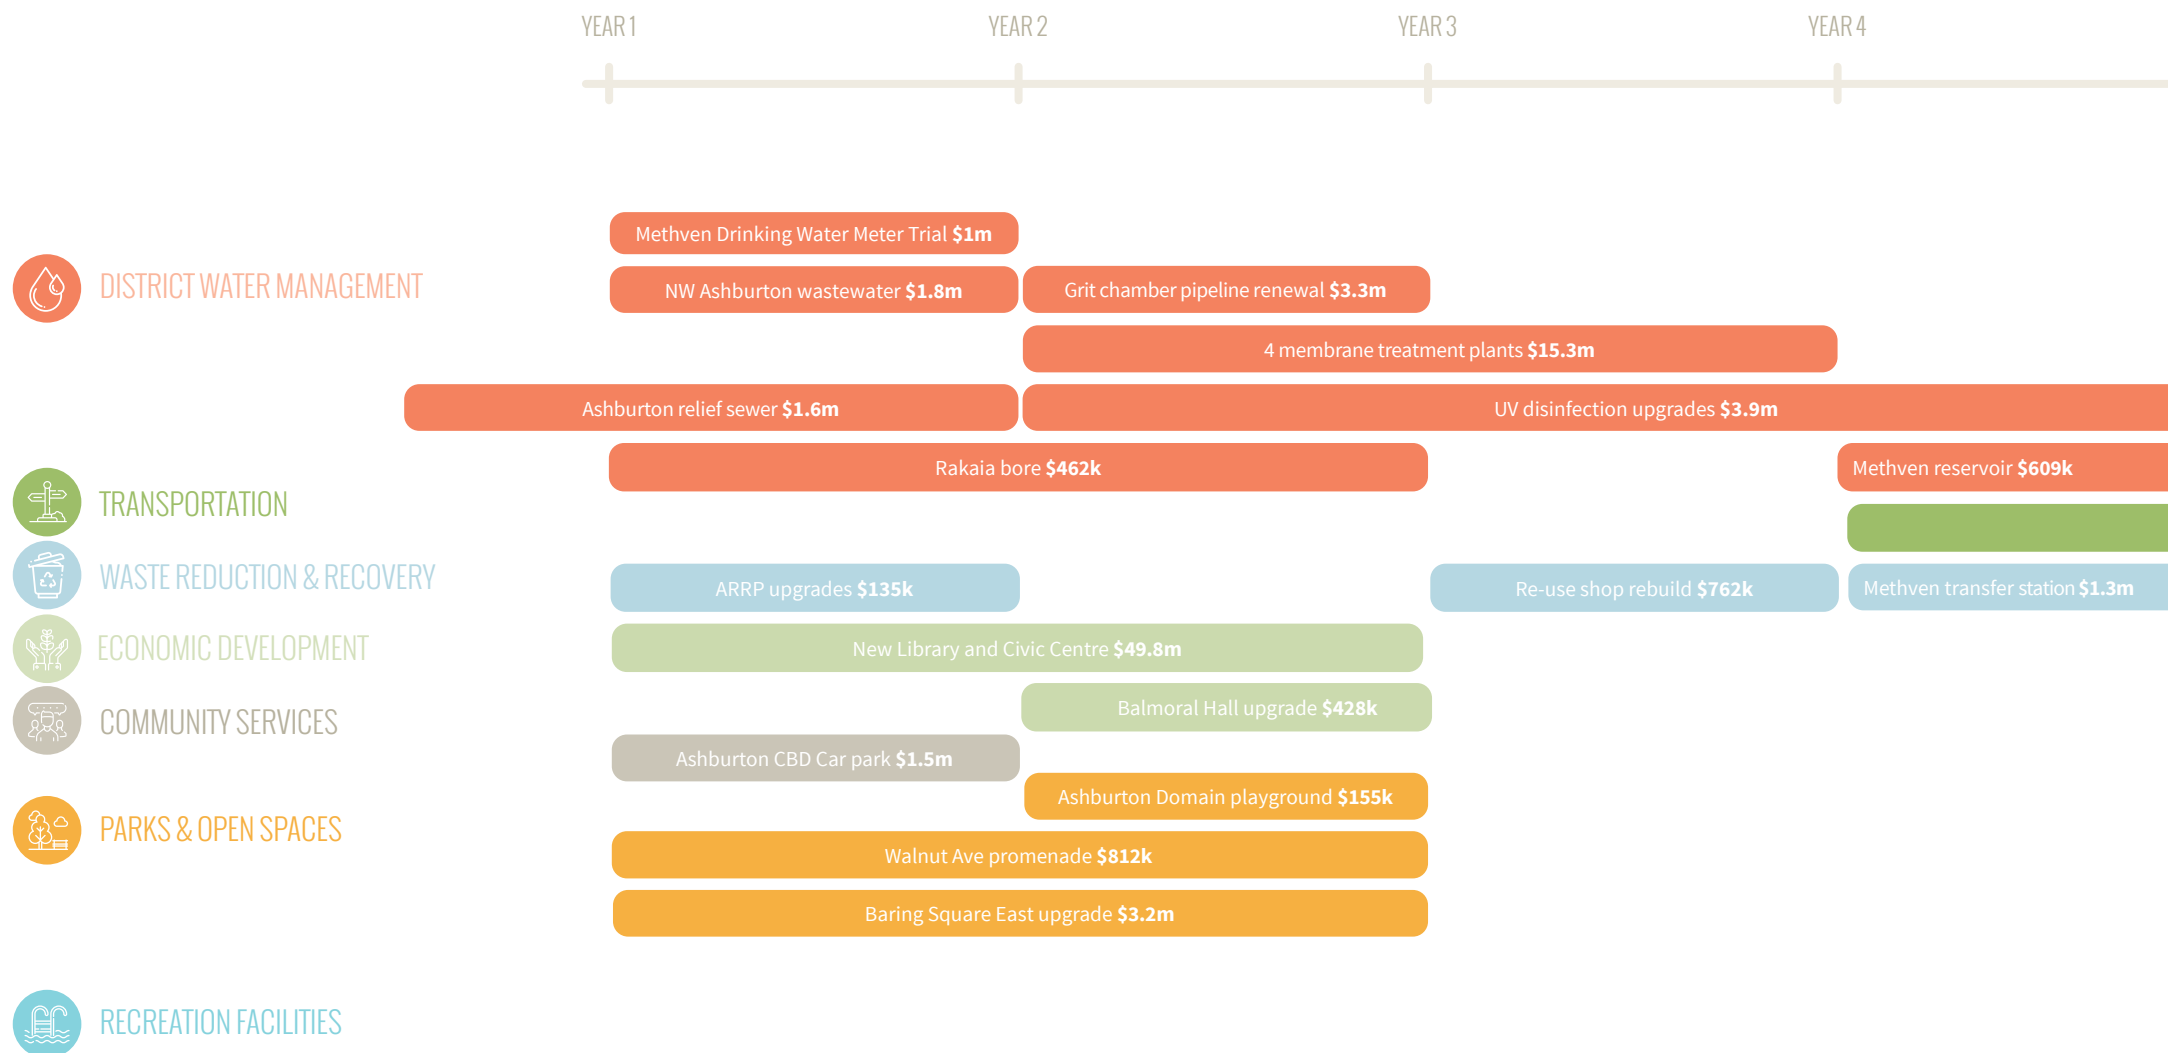 YEAR 1
YEAR 2
YEAR 3
YEAR 4
Methven Drinking Water Meter Trial $1m
DISTRICT WATER MANAGEMENT
NW Ashburton wastewater $1.8m
Grit chamber pipeline renewal $3.3m
4 membrane treatment plants $15.3m
Ashburton relief sewer $1.6m
UV disinfection upgrades $3.9m
Rakaia bore $462k
Methven reservoir $609k
TRANSPORTATION
WASTE REDUCTION & RECOVERY
ARRP upgrades $135k
Re-use shop rebuild $762k
Methven transfer station $1.3m
ECONOMIC DEVELOPMENT
New Library and Civic Centre $49.8m
Balmoral Hall upgrade $428k
COMMUNITY SERVICES
Ashburton CBD Car park $1.5m
Ashburton Domain playground $155k
PARKS & OPEN SPACES
Walnut Ave promenade $812k
Baring Square East upgrade $3.2m
RECREATION FACILITIES